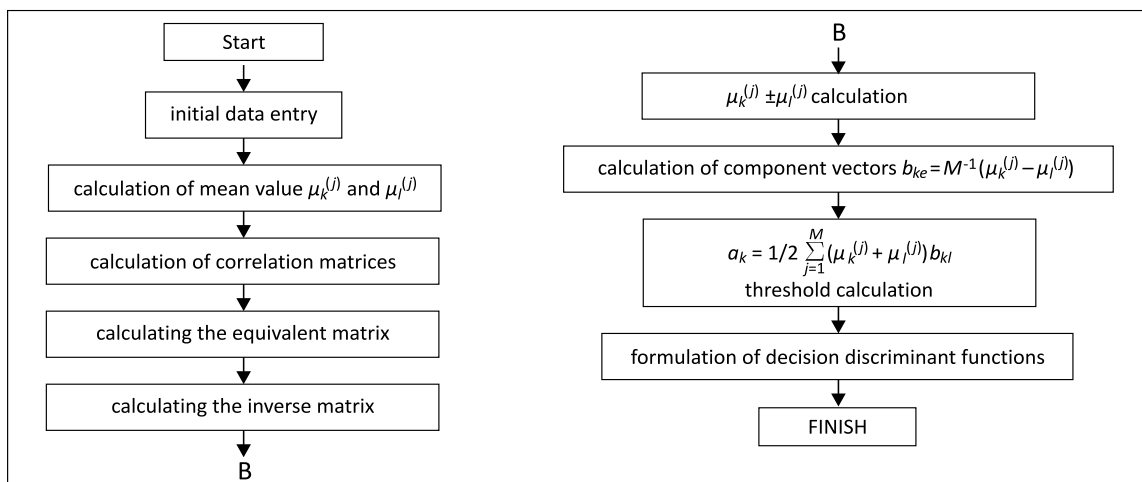 Start
initial data entry
calculation of mean value μₖ⁽ʲ⁾ and μₗ⁽ʲ⁾
calculation of correlation matrices
calculating the equivalent matrix
calculating the inverse matrix
B
B
μₖ⁽ʲ⁾ ±μₗ⁽ʲ⁾ calculation
calculation of component vectors bₖₑ = M⁻¹(μₖ⁽ʲ⁾ – μₗ⁽ʲ⁾)
M
aₖ = 1/2 ∑(μₖ⁽ʲ⁾ + μₗ⁽ʲ⁾)bₖₗ
j=1
threshold calculation
formulation of decision discriminant functions
FINISH